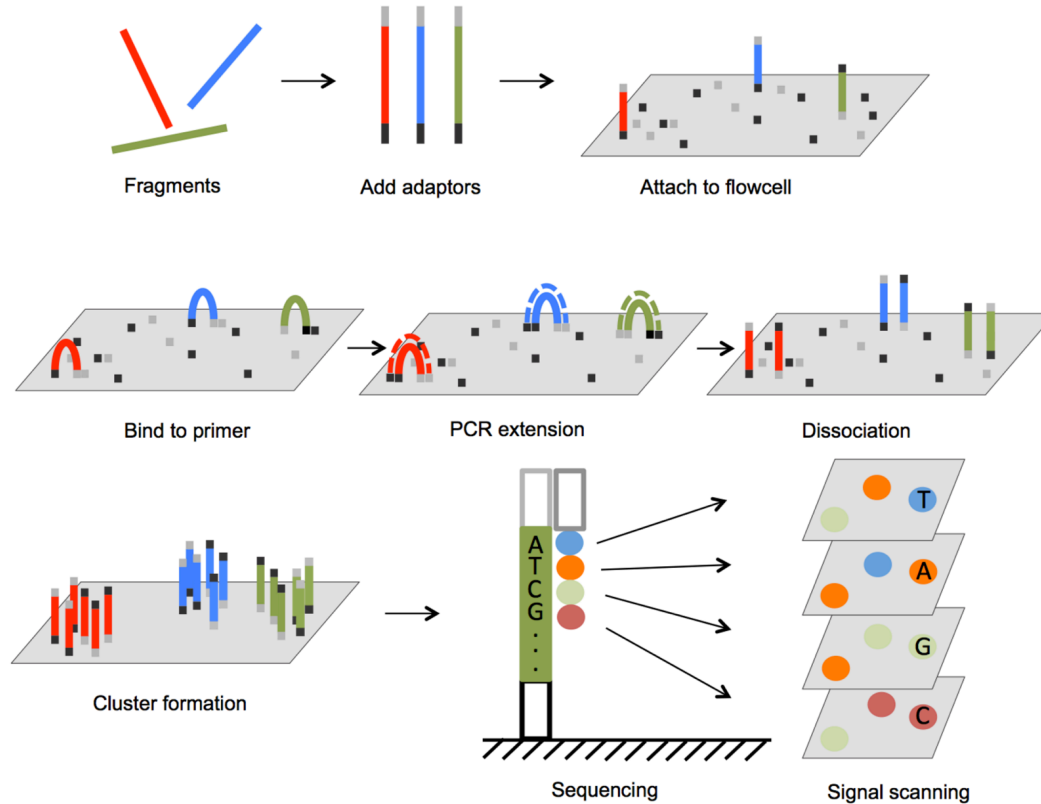 Fragments
Add adaptors
Attach to flowcell
Bind to primer
PCR extension
Dissociation
Cluster formation
A
T
C
G
.
.
.
Sequencing
T
A
G
C
Signal scanning